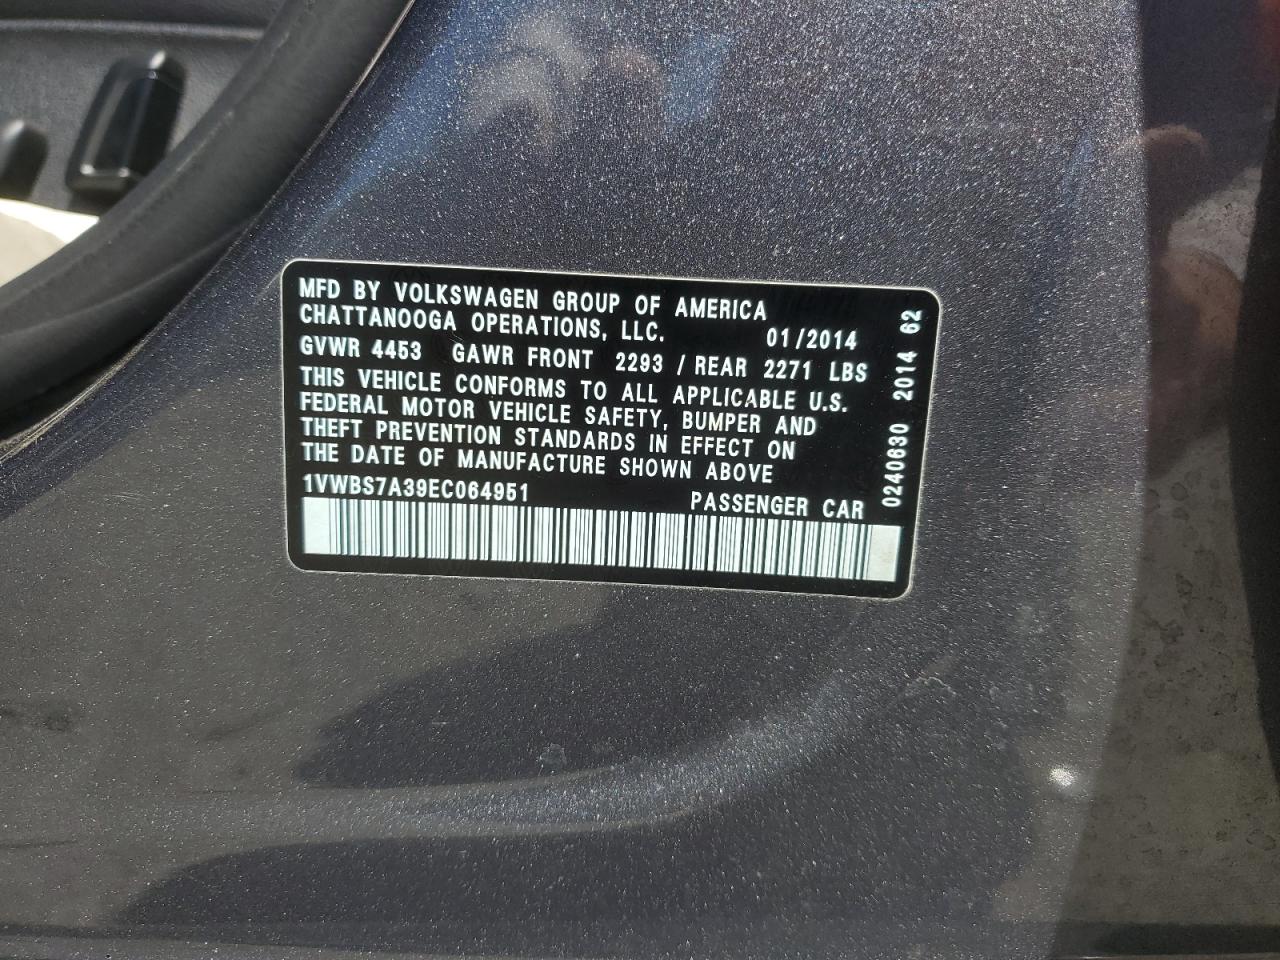 MFD BY VOLKSWAGEN GROUP OF AMERICA
CHATTANOOGA OPERATIONS, LLC. 01/2014
GVWR 4453 GAWR FRONT 2293 / REAR 2271 LBS
THIS VEHICLE CONFORMS TO ALL APPLICABLE U.S.
FEDERAL MOTOR VEHICLE SAFETY, BUMPER AND
THEFT PREVENTION STANDARDS IN EFFECT ON
THE DATE OF MANUFACTURE SHOWN ABOVE
1VWBS7A39EC064951 PASSENGER CAR
0240630 2014 62